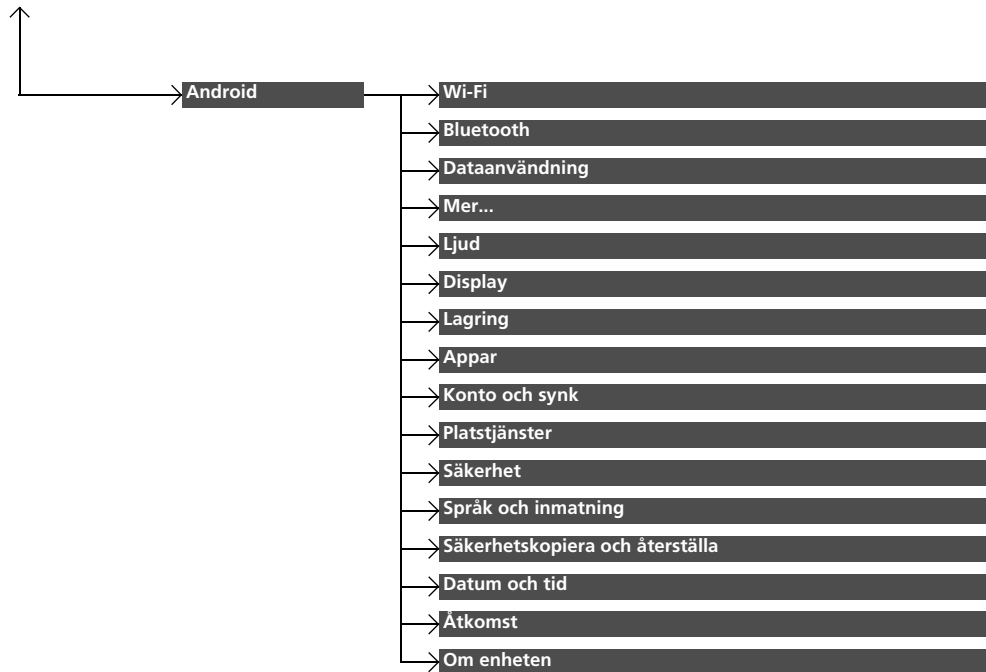 Android
Wi-Fi
Bluetooth
Dataanvändning
Mer...
Ljud
Display
Lagring
Appar
Konto och synk
Platstjänster
Säkerhet
Språk och inmatning
Säkerhetskopiera och återställa
Datum och tid
Åtkomst
Om enheten